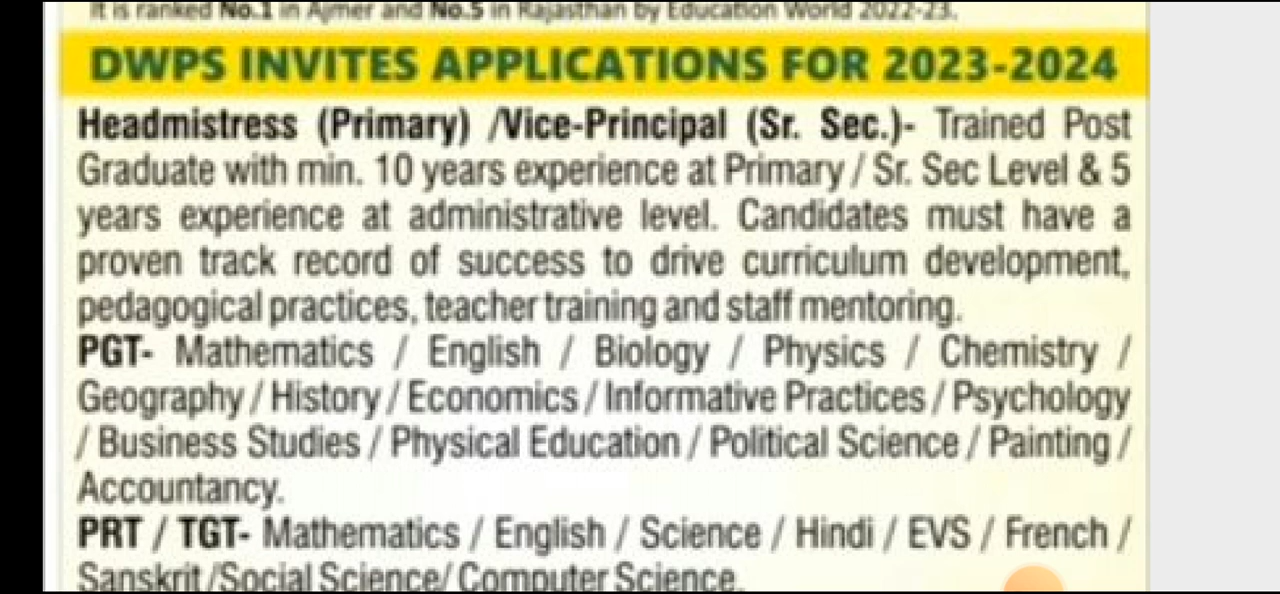 It is ranked No.1 in Ajmer and No.5 in Rajasthan by Education World 2022-23.
DWPS INVITES APPLICATIONS FOR 2023-2024
Headmistress (Primary) /Vice-Principal (Sr. Sec.)- Trained Post
Graduate with min. 10 years experience at Primary / Sr. Sec Level & 5
years experience at administrative level. Candidates must have a
proven track record of success to drive curriculum development,
pedagogical practices, teacher training and staff mentoring.
PGT- Mathematics / English / Biology / Physics / Chemistry /
Geography / History / Economics / Informative Practices / Psychology
/ Business Studies / Physical Education / Political Science / Painting /
Accountancy.
PRT / TGT- Mathematics / English / Science / Hindi / EVS / French /
Sanskrit /Social Science/ Computer Science.